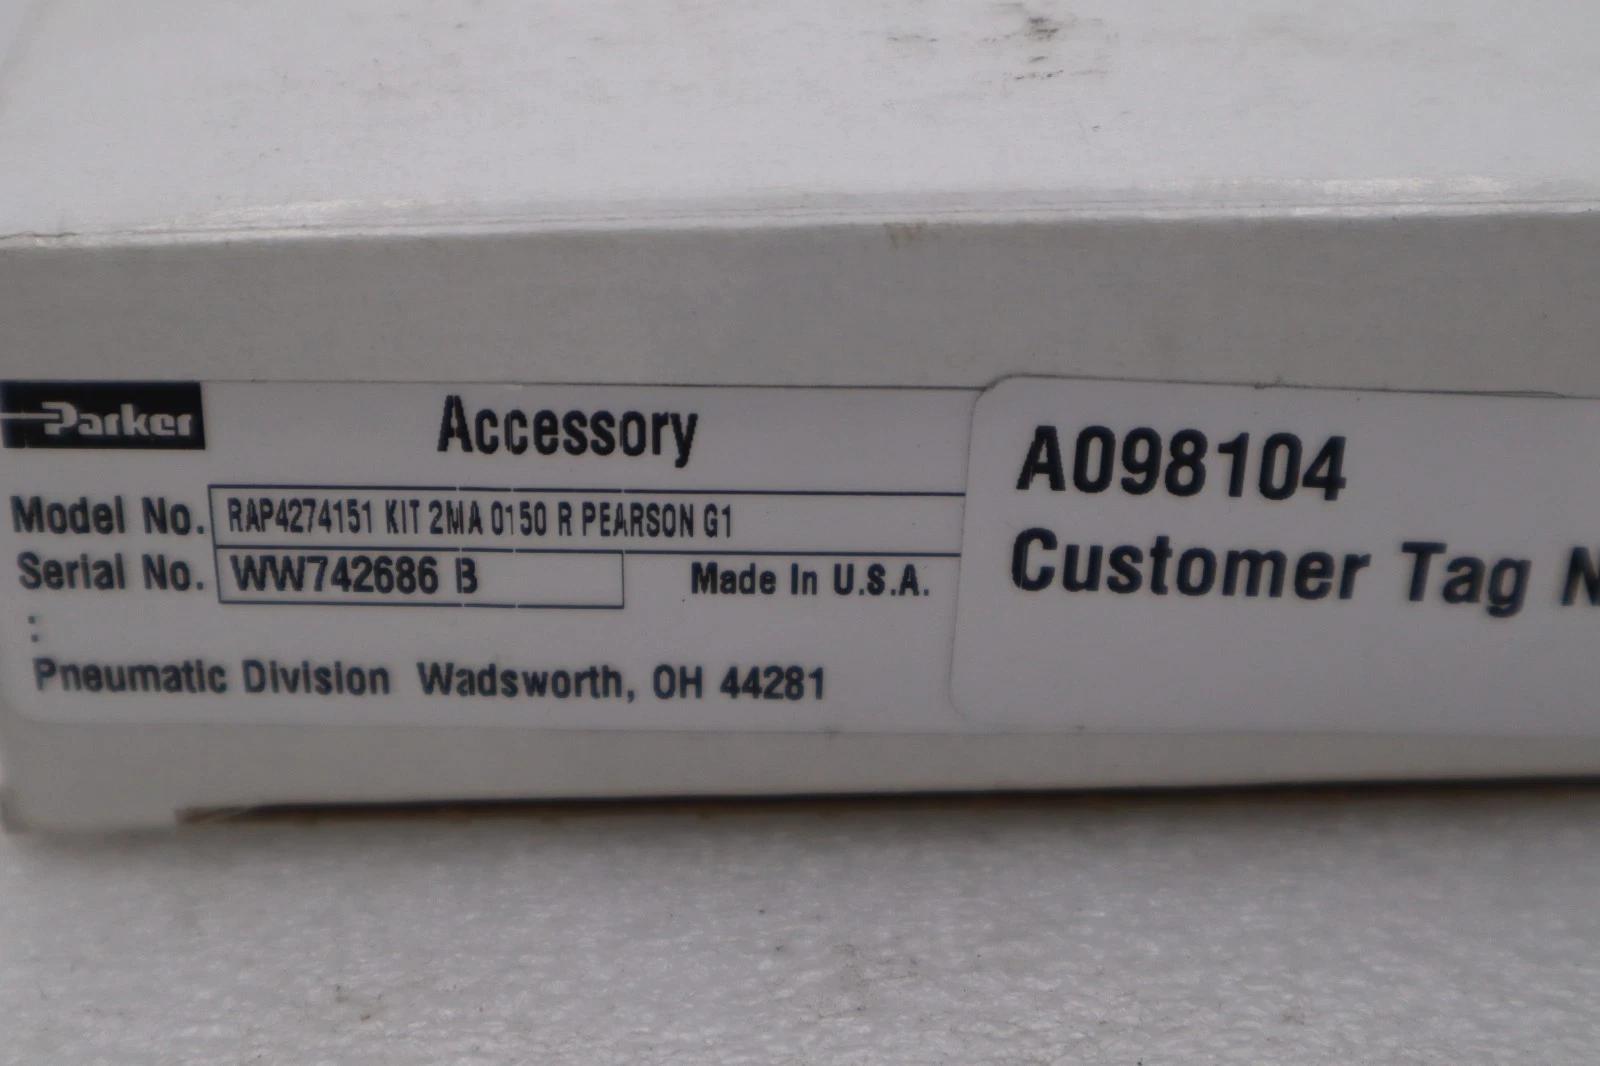 Parker
Accessory
Model No. RAP4274151 KIT 2MA 0150 R PEARSON G1
Serial No. WW742686 B
Made In U.S.A.
:
Pneumatic Division Wadsworth, OH 44281
A098104
Customer Tag N